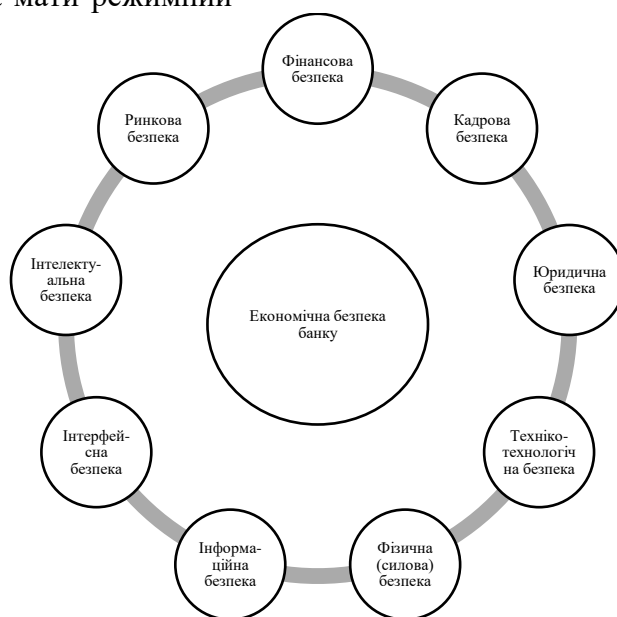 мати режимний
Фінансова
безпека
Кадрова
безпека
Юридична
безпека
Техніко-
технологіч
на безпека
Фізична
(силова)
безпека
Інформа-
ційна
безпека
Інтерфей-
сна
безпека
Інтелекту-
альна
безпека
Ринкова
безпека
Економічна безпека
банку